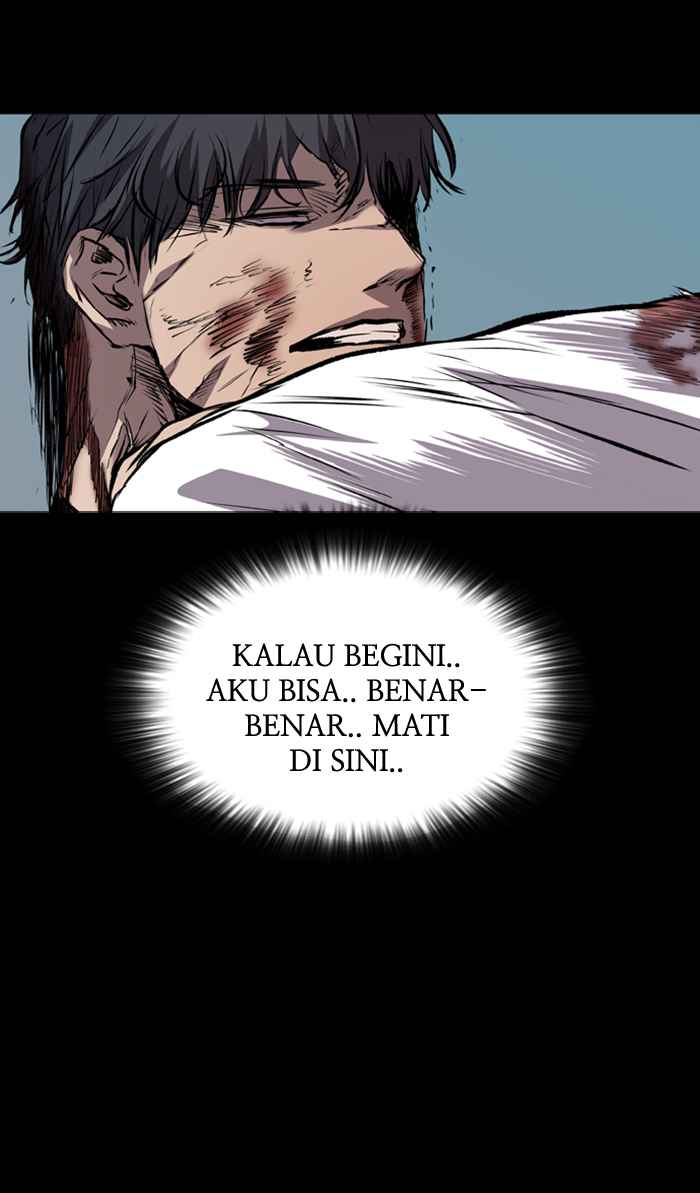 KALAU BEGINI..
AKU BISA.. BENAR-
BENAR.. MATI
DI SINI..